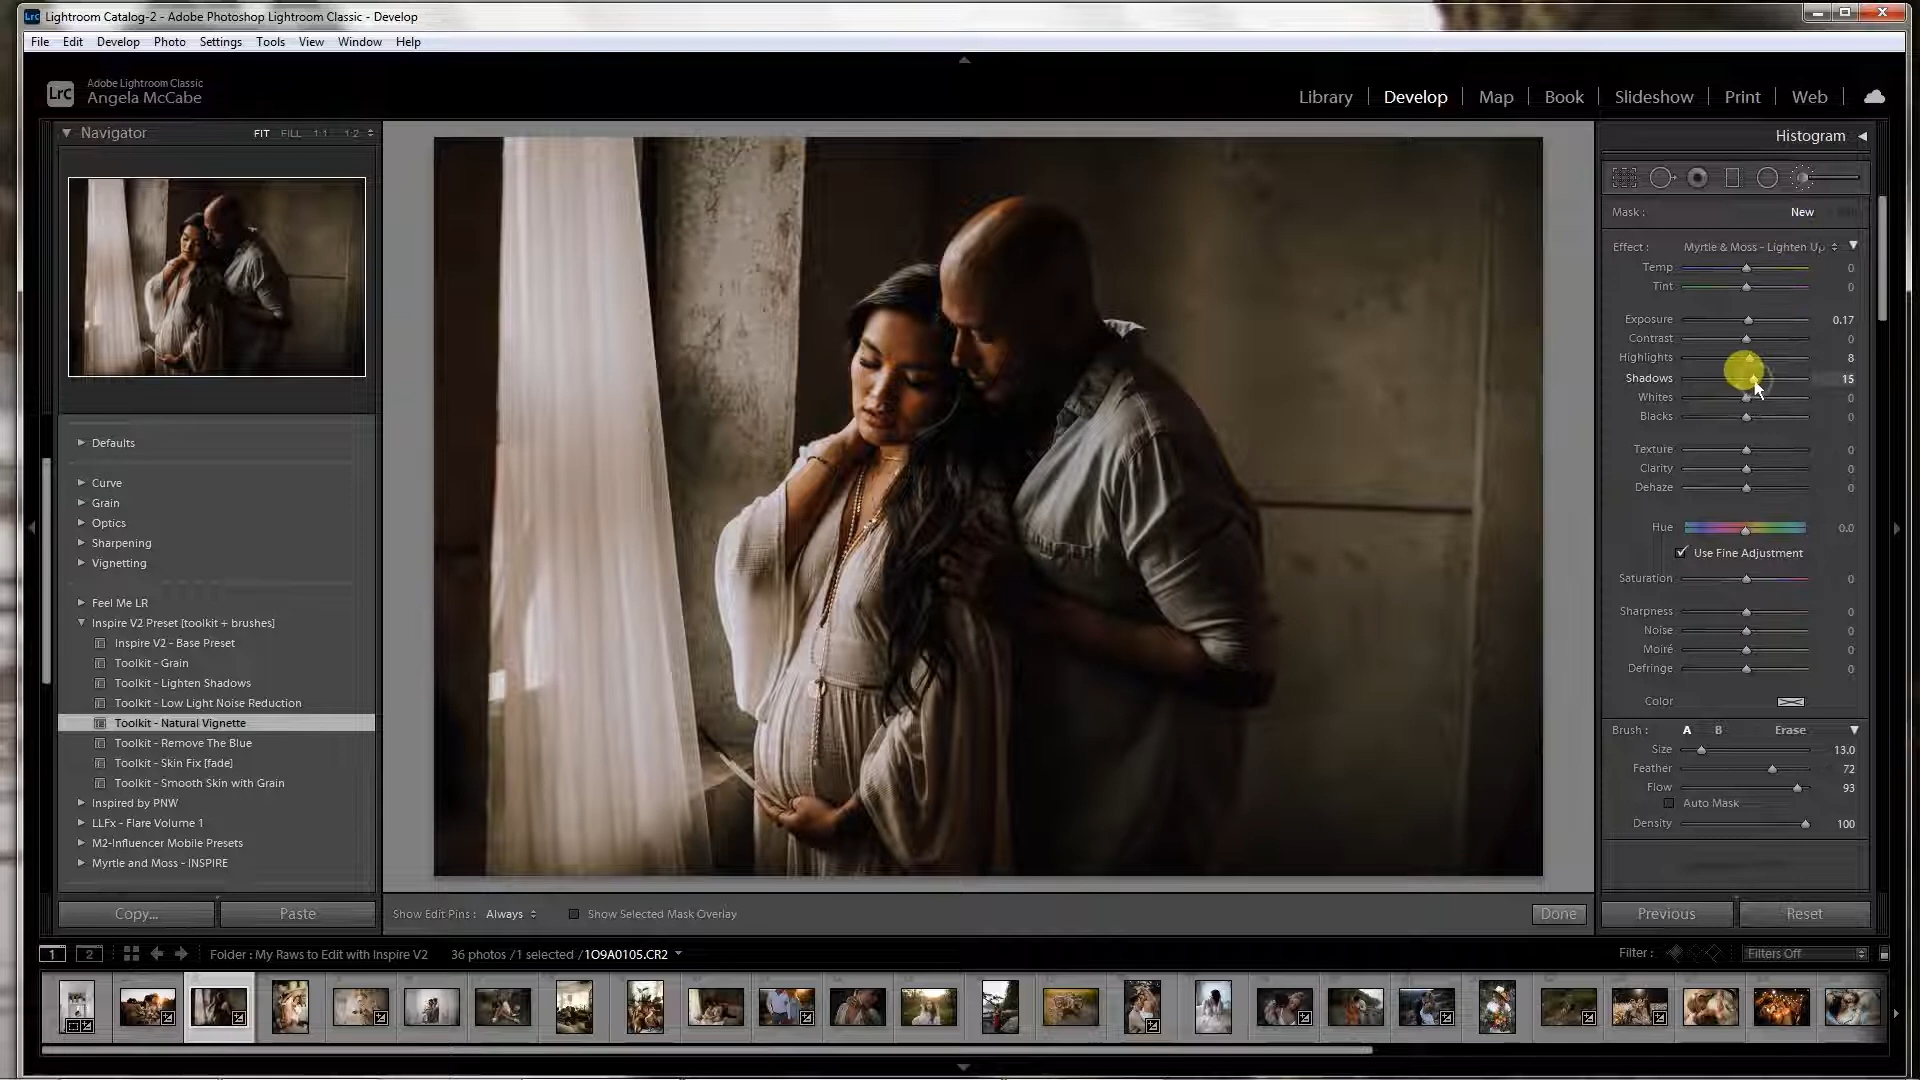 Lightroom Catalog-2 - Adobe Photoshop Lightroom Classic - Develop
File Edit Develop Photo Settings Tools View Window Help
LrC
Adobe Lightroom Classic
Angela McCabe
Library Develop Map Book Slideshow Print Web
Navigator FIT FILL 1:1 1:2
Histogram
Mask : New
Effect : Myrtle & Moss - Lighten Up
Temp 0
Tint 0
Exposure 0.17
Contrast 0
Highlights 8
Shadows 15
Whites 0
Blacks 0
Texture 0
Clarity 0
Dehaze 0
Hue 0.0
Use Fine Adjustment
Saturation 0
Sharpness 0
Noise 0
Moiré 0
Defringe 0
Color
Brush : A B Erase
Size 13.0
Feather 72
Flow 93
Auto Mask
Density 100
Defaults
Curve
Grain
Optics
Sharpening
Vignetting
Feel Me LR
Inspire V2 Preset [toolkit + brushes]
Inspire V2 - Base Preset
Toolkit - Grain
Toolkit - Lighten Shadows
Toolkit - Low Light Noise Reduction
Toolkit - Natural Vignette
Toolkit - Remove The Blue
Toolkit - Skin Fix [fade]
Toolkit - Smooth Skin with Grain
Inspired by PNW
LLFx - Flare Volume 1
M2-Influencer Mobile Presets
Myrtle and Moss - INSPIRE
Copy... Paste
Show Edit Pins : Always Show Selected Mask Overlay Done
Previous Reset
1 2 Folder : My Raws to Edit with Inspire V2 36 photos /1 selected /1O9A0105.CR2 Filter : Filters Off